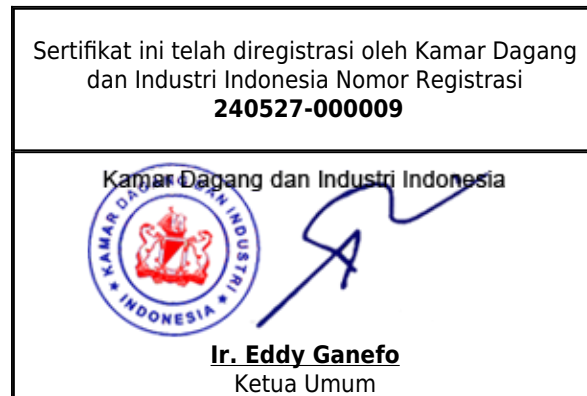 Sertifikat ini telah diregistrasi oleh Kamar Dagang
dan Industri Indonesia Nomor Registrasi
240527-000009
Kamar Dagang dan Industri Indonesia
KAMAR DAGANG DAN INDUSTRI
INDONESIA
Ir. Eddy Ganefo
Ketua Umum